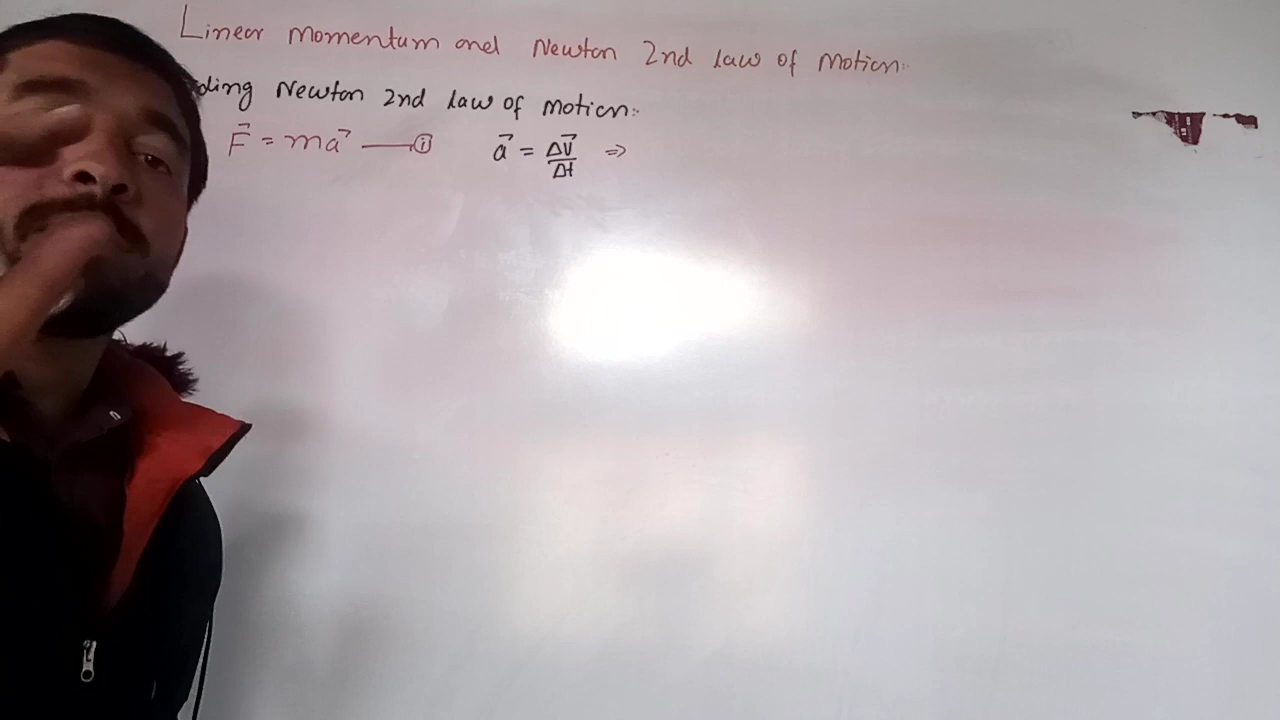 Linear momentum and Newton 2nd law of motion:
ding Newton 2nd law of motion:
F⃗ = ma⃗ —— ① a⃗ = Δv⃗/Δt ⇒